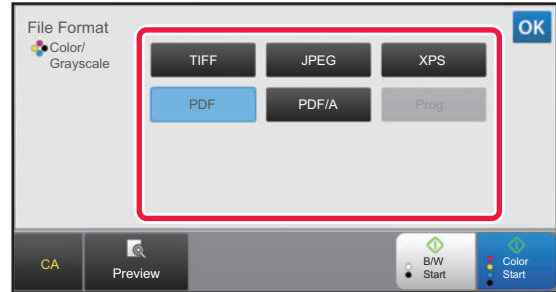 File Format
OK
Color/
Grayscale
TIFF
JPEG
XPS
PDF
PDF/A
Prog.
CA
Preview
B/W
Start
Color
Start